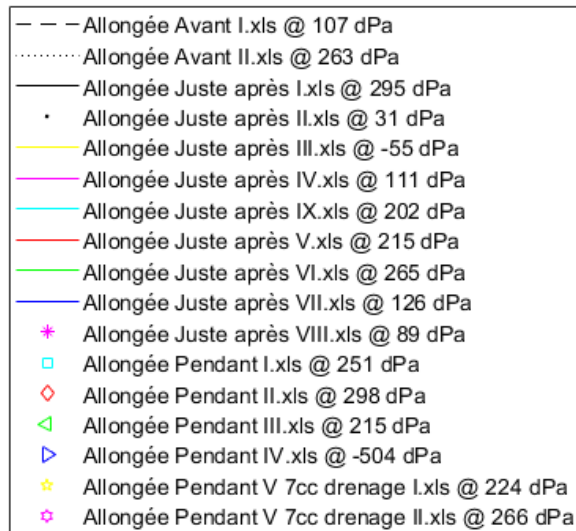 Allongée Avant I.xls @ 107 dPa
Allongée Avant II.xls @ 263 dPa
Allongée Juste après I.xls @ 295 dPa
Allongée Juste après II.xls @ 31 dPa
Allongée Juste après III.xls @ -55 dPa
Allongée Juste après IV.xls @ 111 dPa
Allongée Juste après IX.xls @ 202 dPa
Allongée Juste après V.xls @ 215 dPa
Allongée Juste après VI.xls @ 265 dPa
Allongée Juste après VII.xls @ 126 dPa
Allongée Juste après VIII.xls @ 89 dPa
Allongée Pendant I.xls @ 251 dPa
Allongée Pendant II.xls @ 298 dPa
Allongée Pendant III.xls @ 215 dPa
Allongée Pendant IV.xls @ -504 dPa
Allongée Pendant V 7cc drenage I.xls @ 224 dPa
Allongée Pendant V 7cc drenage II.xls @ 266 dPa